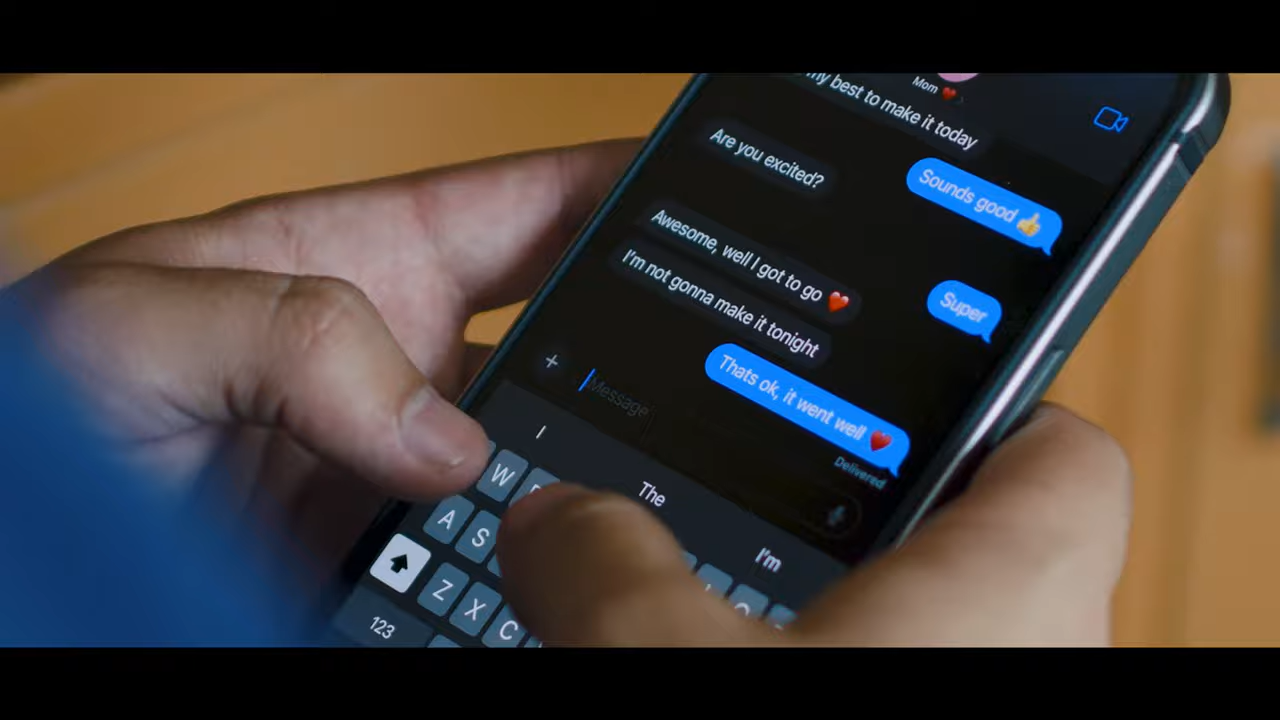 Mom ❤️
my best to make it today
Sounds good 👍
Are you excited?
Super
Awesome, well I got to go ❤️
I'm not gonna make it tonight
Thats ok, it went well ❤️
Delivered
Message
I The I'm
W
A S
Z X C
123